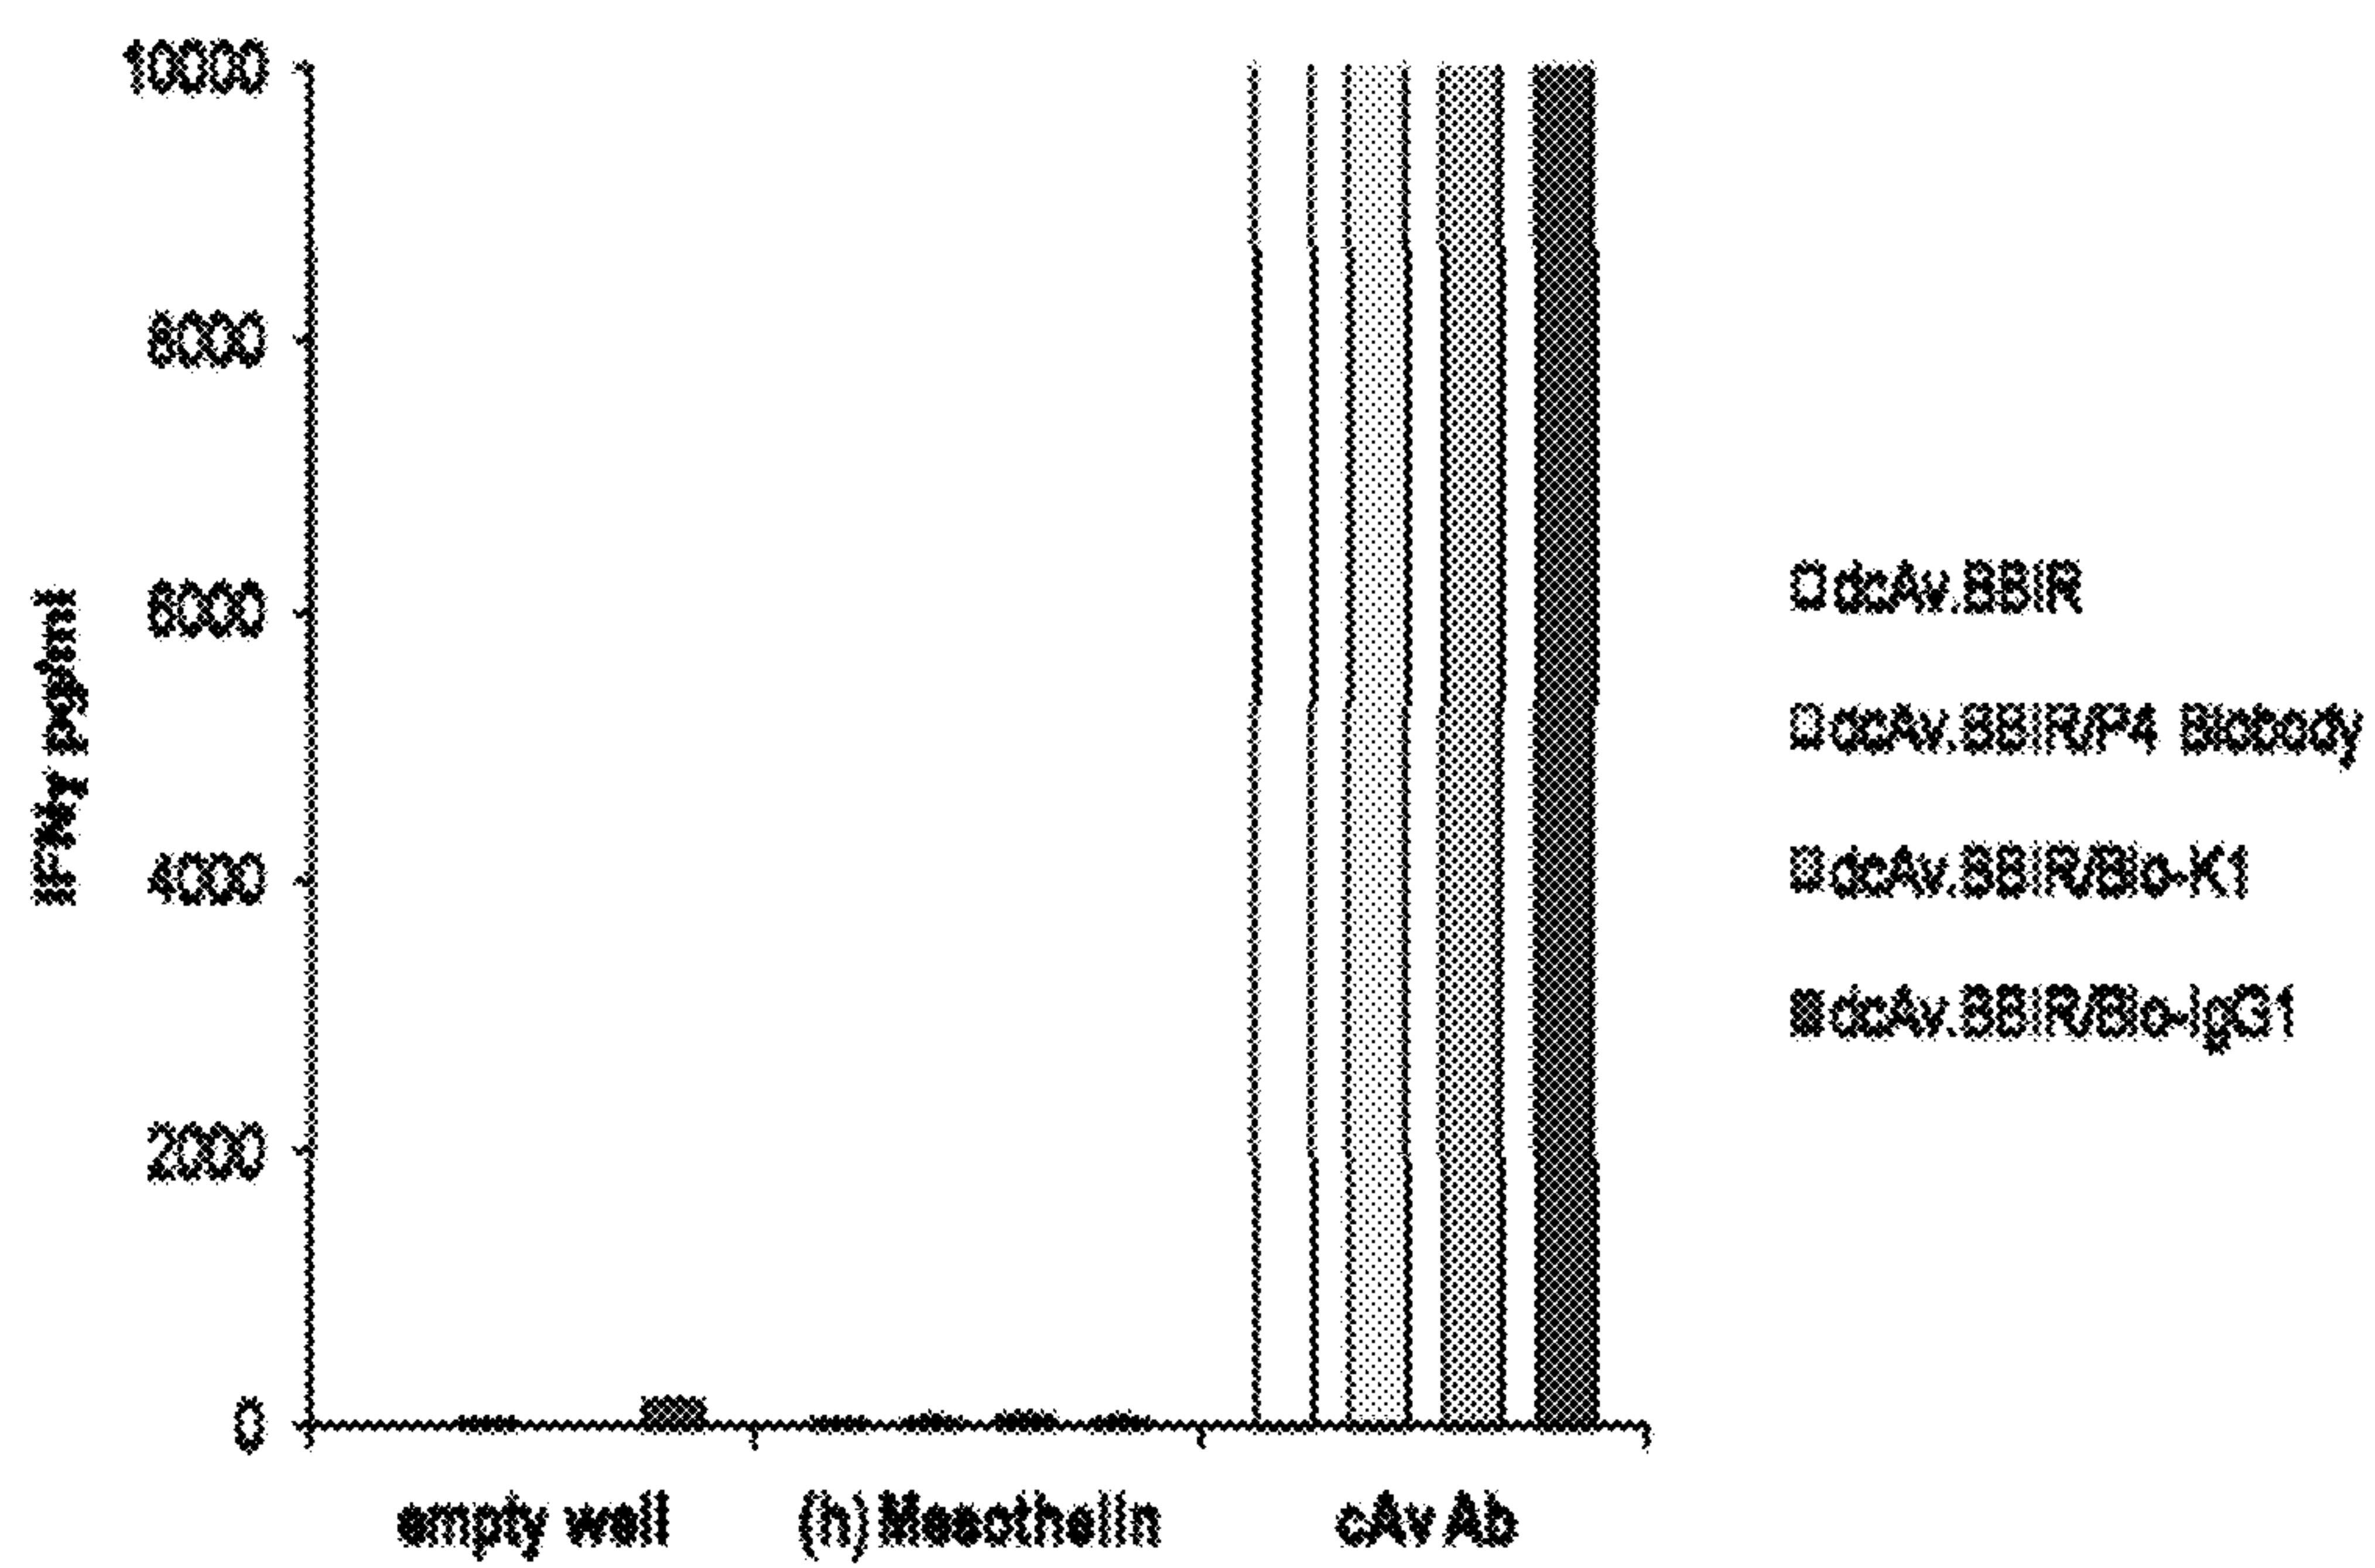 10000
8000
6000
4000
2000
0
IFN-γ pg/ml
empty well
(h)Mesothelin
cAv Ab
dcAv.BBIR
dcAv.BBIR/P4 Biobody
dcAv.BBIR/Bio-K1
dcAv.BBIR/Bio-IgG1